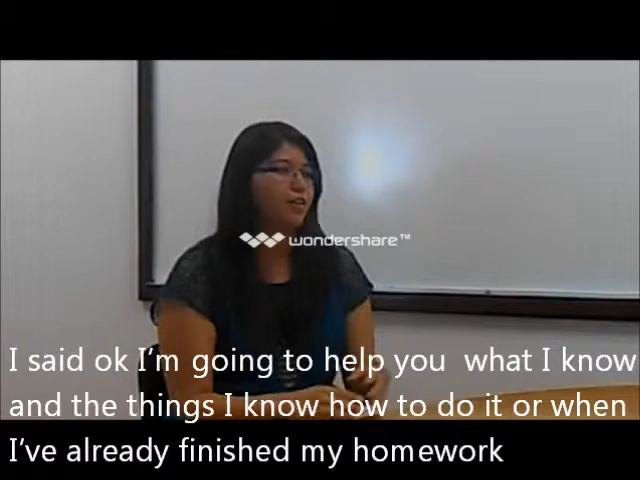 wondershare™
I said ok I'm going to help you what I know
and the things I know how to do it or when
I've already finished my homework